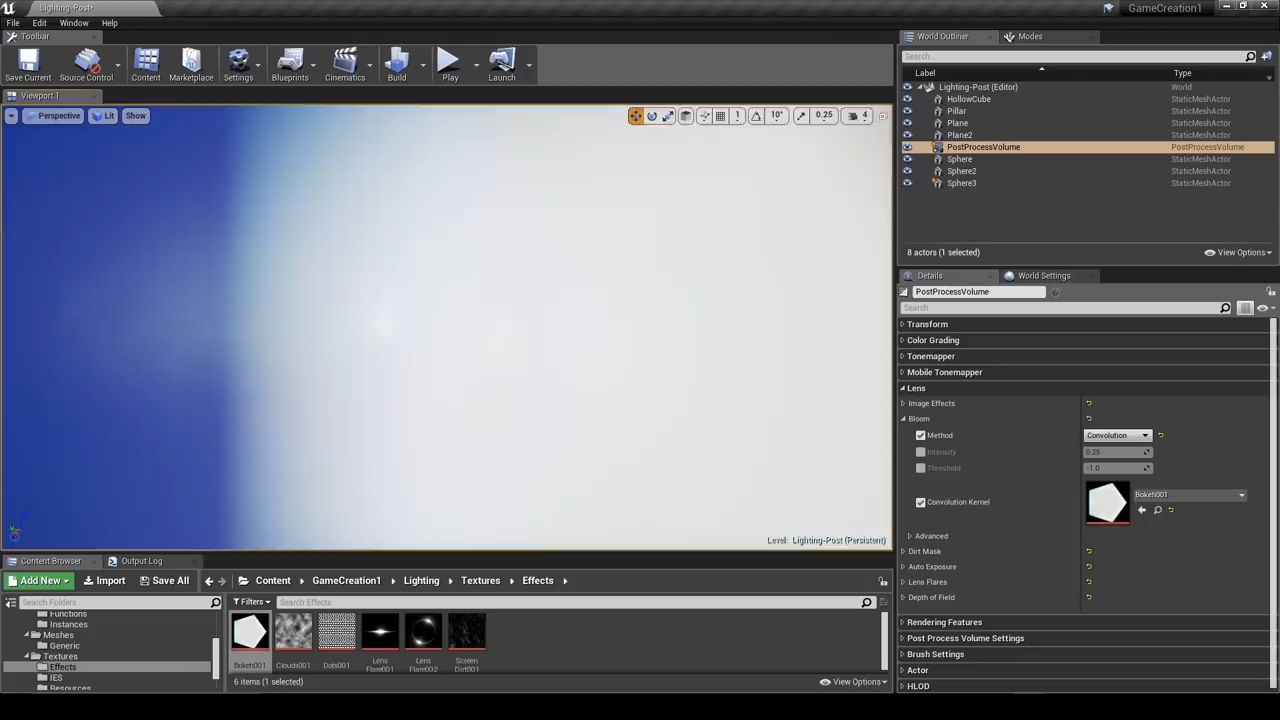 Lighting-Post*
GameCreation1
File Edit Window Help
Toolbar
Save Current Source Control Content Marketplace Settings Blueprints Cinematics Build Play Launch
Viewport 1
Perspective Lit Show
1 10° 0.25 4
Level: Lighting-Post (Persistent)
World Outliner Modes
Search...
Label Type
Lighting-Post (Editor) World
HollowCube StaticMeshActor
Pillar StaticMeshActor
Plane StaticMeshActor
Plane2 StaticMeshActor
PostProcessVolume PostProcessVolume
Sphere StaticMeshActor
Sphere2 StaticMeshActor
Sphere3 StaticMeshActor
8 actors (1 selected) View Options
Details World Settings
PostProcessVolume
Search
Transform
Color Grading
Tonemapper
Mobile Tonemapper
Lens
Image Effects
Bloom
Method Convolution
Intensity 0.25
Threshold -1.0
Convolution Kernel Bokeh001
Advanced
Dirt Mask
Auto Exposure
Lens Flares
Depth of Field
Rendering Features
Post Process Volume Settings
Brush Settings
Actor
HLOD
Content Browser Output Log
Add New Import Save All Content GameCreation1 Lighting Textures Effects
Search Folders
Functions
Instances
Meshes
Generic
Textures
Effects
IES
Resources
Filters Search Effects
Bokeh001 Clouds001 Dots001 Lens Flare001 Lens Flare002 Screen Dirt001
6 items (1 selected) View Options